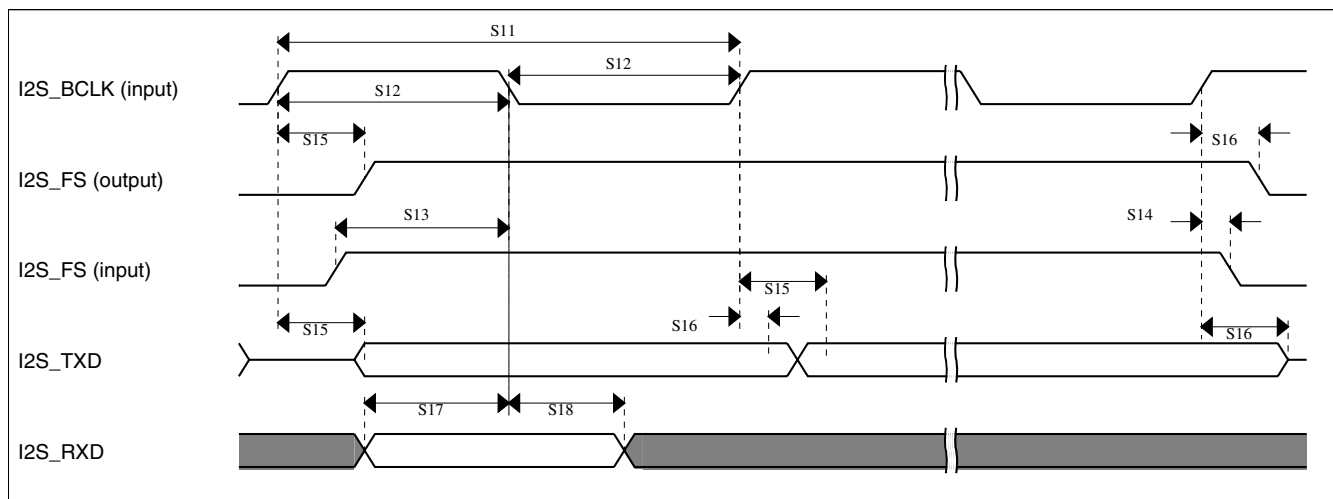 S11
I2S_BCLK (input)
S12
S12
S15
S16
I2S_FS (output)
S13
S14
I2S_FS (input)
S15
S15
S16
S16
I2S_TXD
S17
S18
I2S_RXD